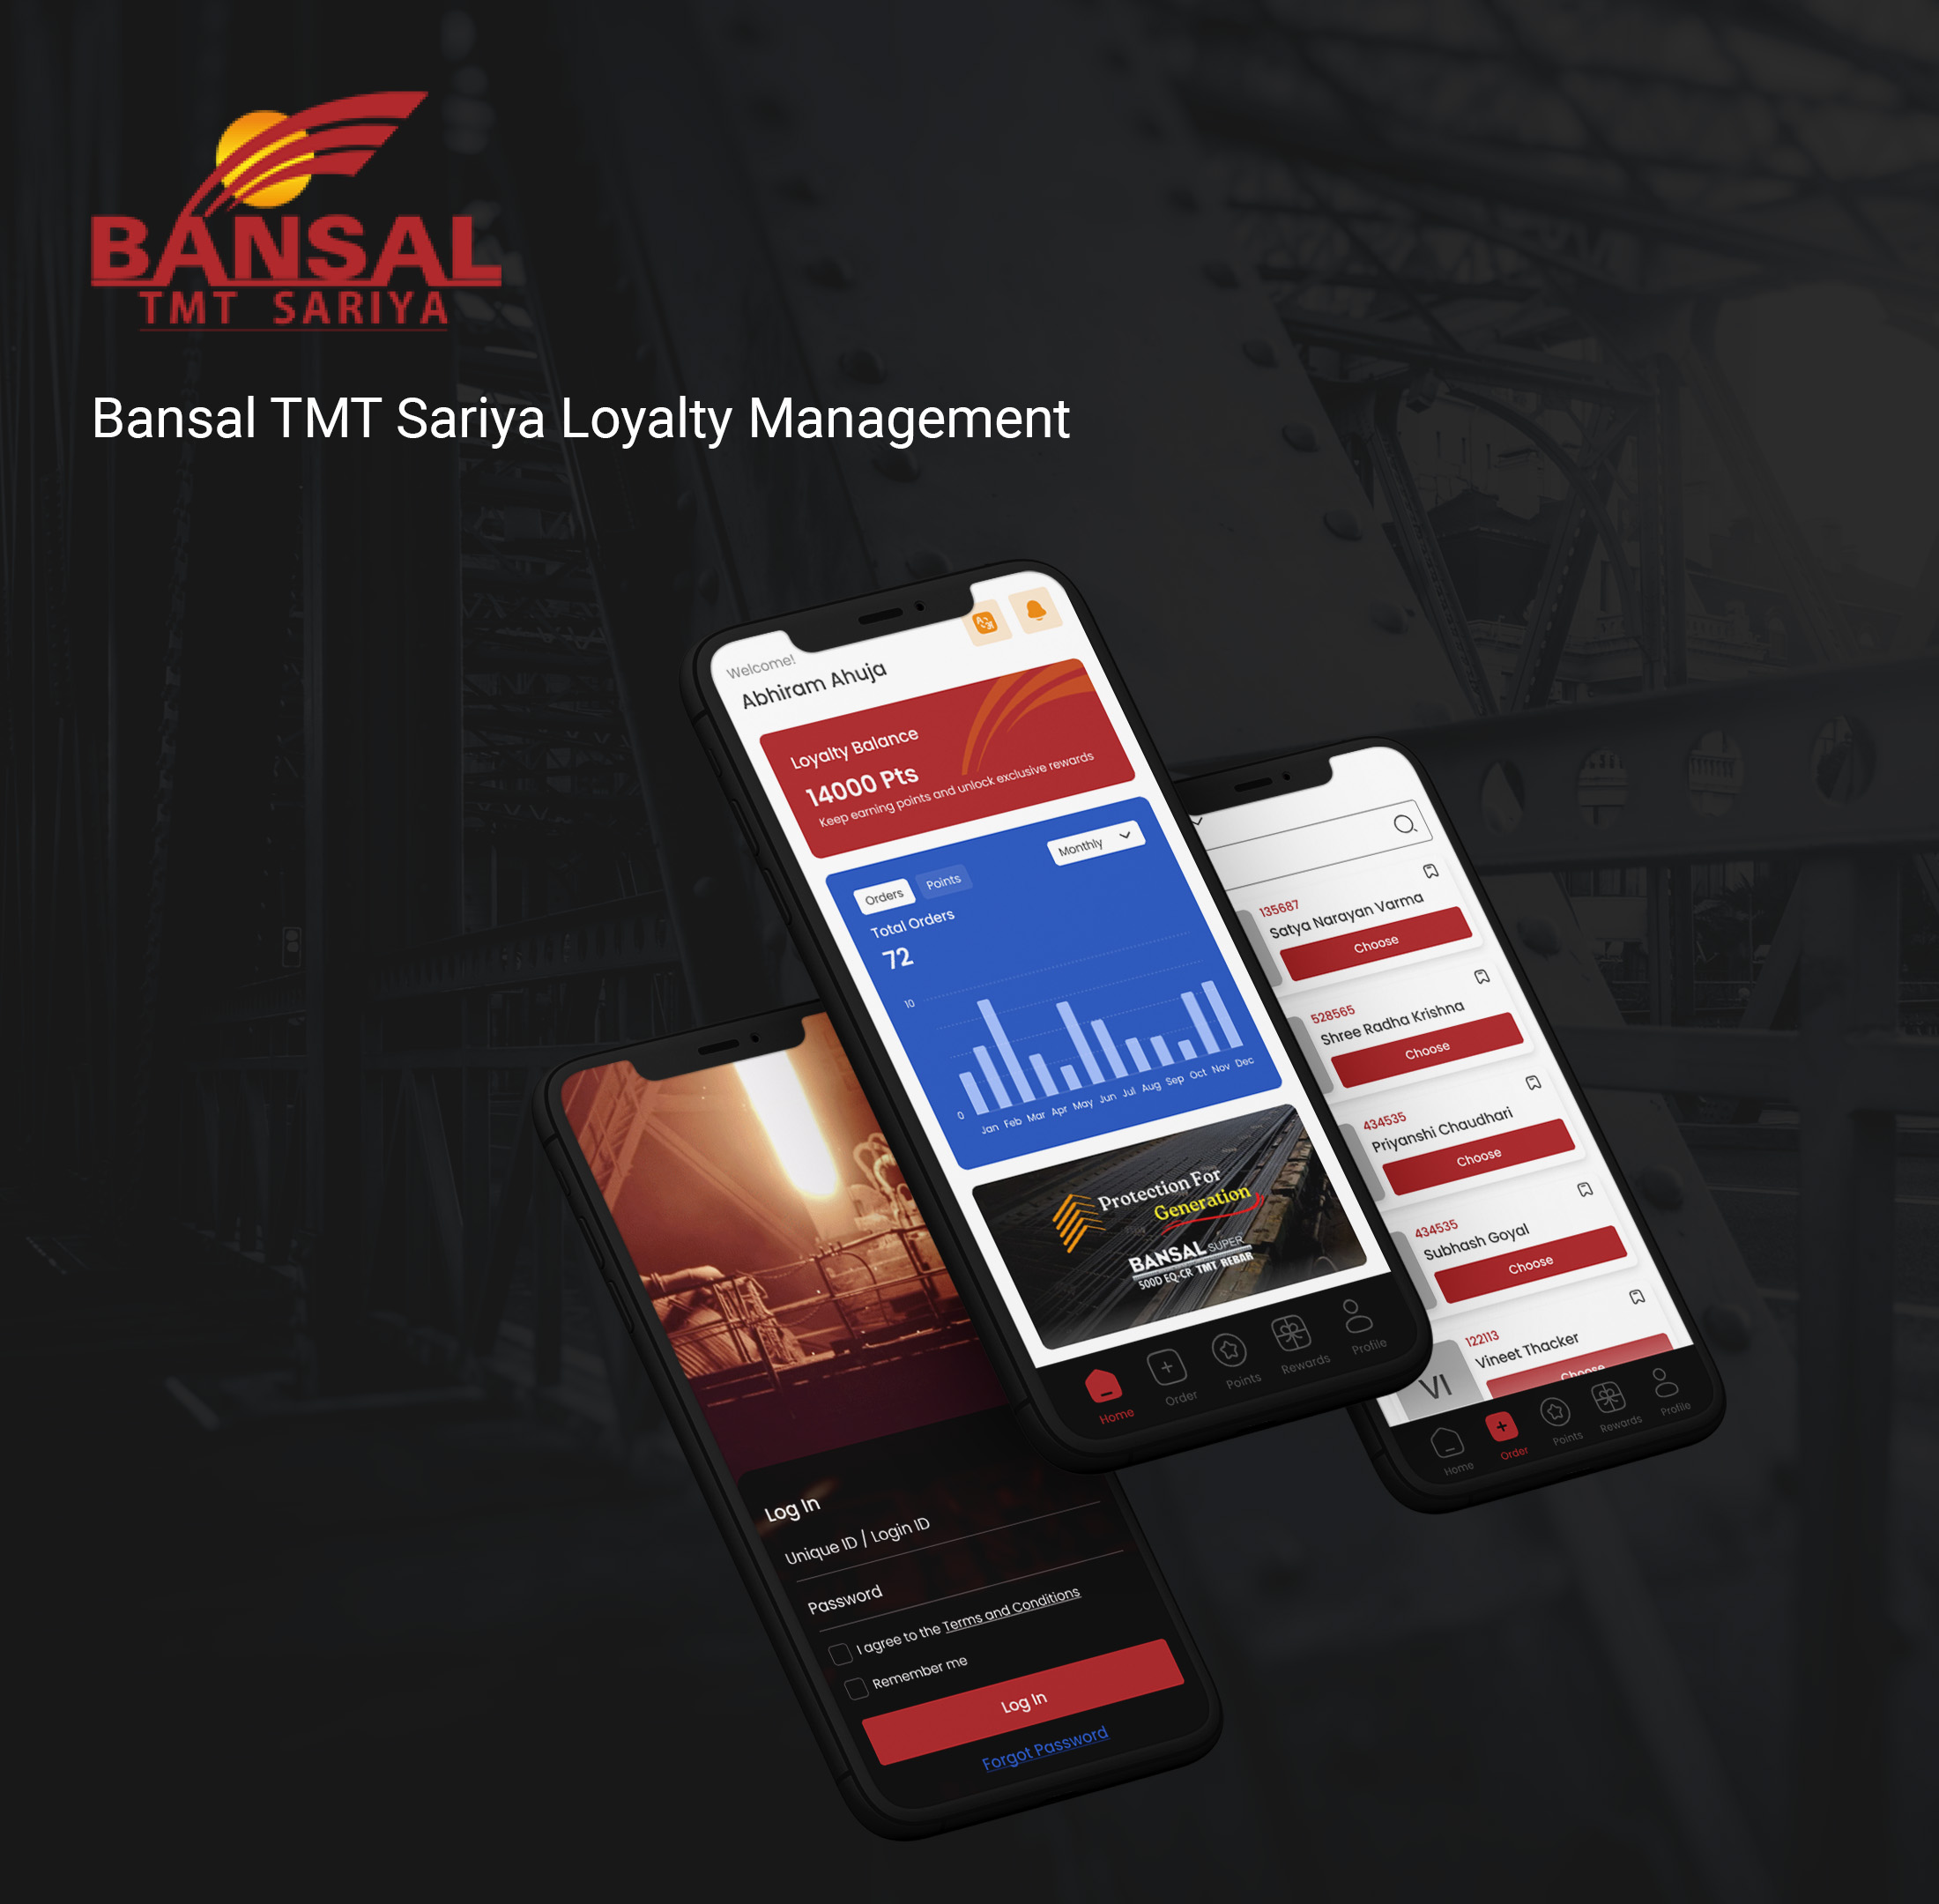 BANSAL
TMT SARIYA
Bansal TMT Sariya Loyalty Management
Welcome!
Abhiram Ahuja
Loyalty Balance
14000 Pts
Keep earning points and unlock exclusive rewards
Orders Points Monthly
Total Orders
72
10
0
Jan Feb Mar Apr May Jun Jul Aug Sep Oct Nov Dec
Protection For
Generation
BANSAL SUPER
500D EQ-CR TMT REBAR
Home Order Points Rewards Profile
135687
Satya Narayan Varma
Choose
528565
Shree Radha Krishna
Choose
434535
Priyanshi Chaudhari
Choose
434535
Subhash Goyal
Choose
122113
Vineet Thacker
Choose
VI
Home Order Points Rewards Profile
Log In
Unique ID / Login ID
Password
I agree to the Terms and Conditions
Remember me
Log In
Forgot Password